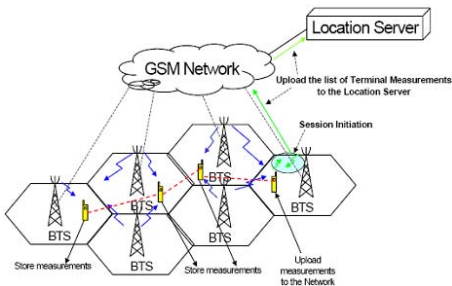 Location Server
GSM Network
Upload the list of Terminal Measurements
to the Location Server
Session Initiation
BTS
BTS
BTS
BTS
BTS
BTS
Store measurements
Store measurements
Upload
measurements
to the Network